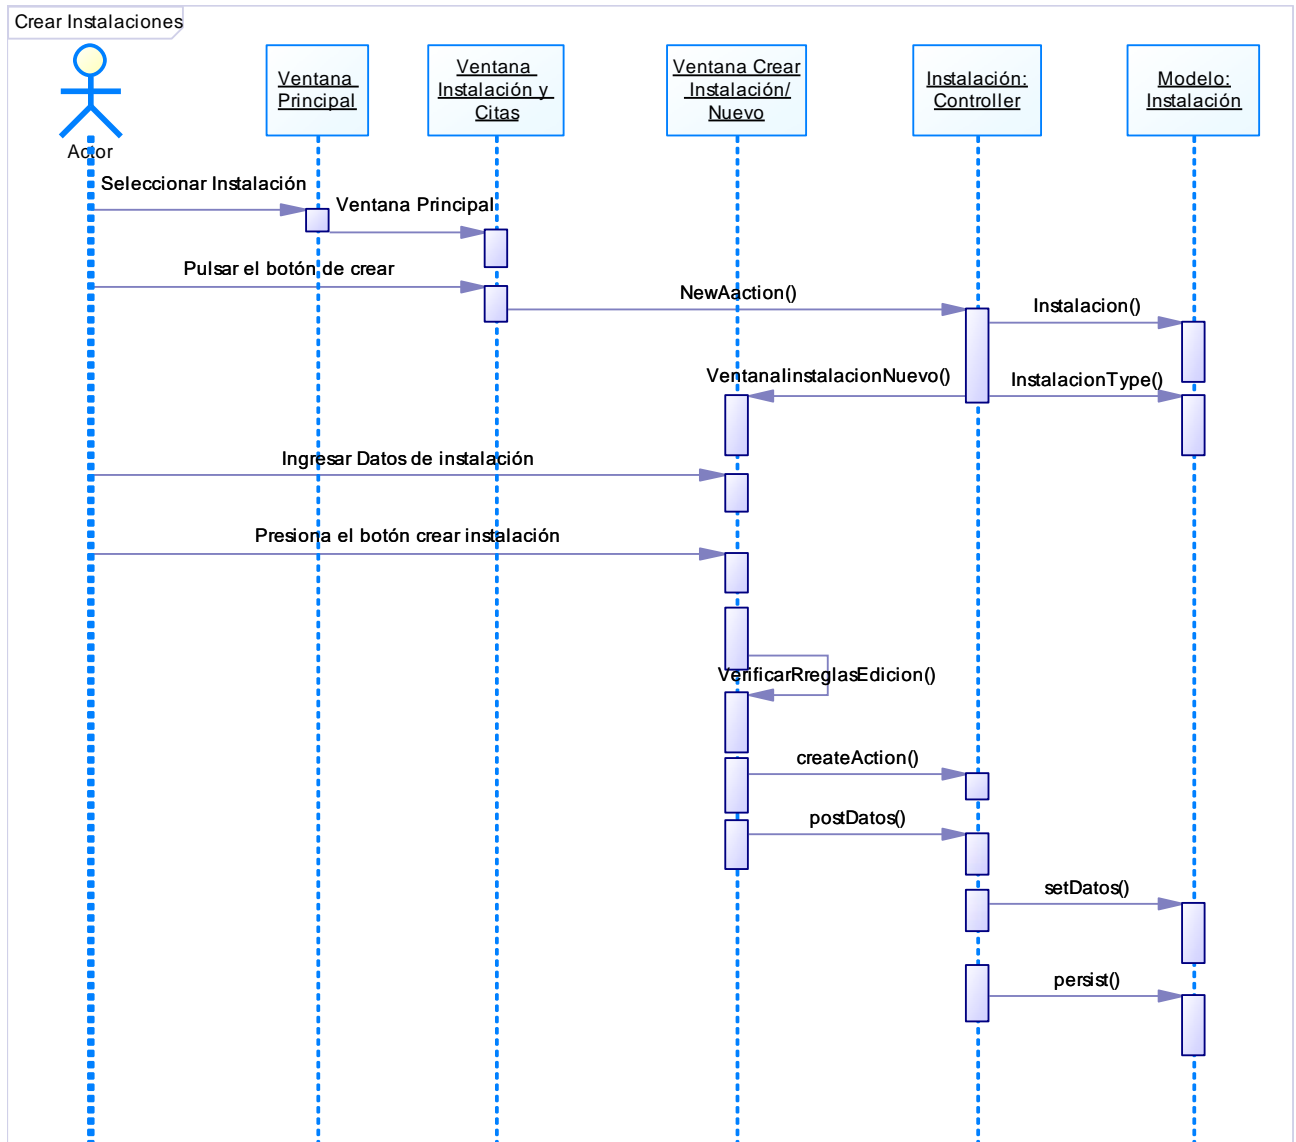 Crear Instalaciones
Ventana
Principal
Ventana
Instalación y
Citas
Ventana Crear
Instalación/
Nuevo
Instalación:
Controller
Modelo:
Instalación
Actor
Seleccionar Instalación
Ventana Principal
Pulsar el botón de crear
NewAaction()
Instalacion()
VentanaIinstalacionNuevo()
InstalacionType()
Ingresar Datos de instalación
Presiona el botón crear instalación
VerificarRreglasEdicion()
createAction()
postDatos()
setDatos()
persist()